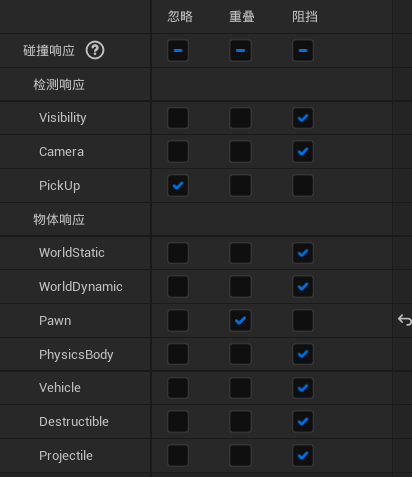 忽略 重叠 阻挡
碰撞响应 ?
检测响应
Visibility
Camera
PickUp
物体响应
WorldStatic
WorldDynamic
Pawn
PhysicsBody
Vehicle
Destructible
Projectile